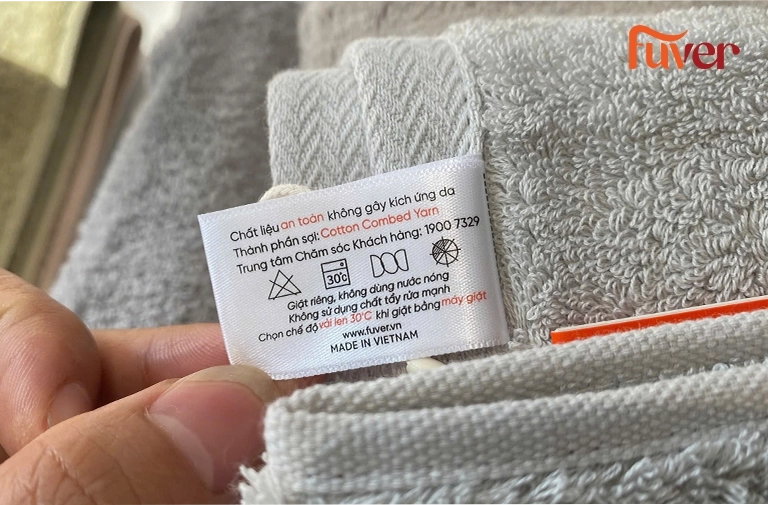 fuver
Chất liệu an toàn không gây kích ứng da
Thành phần sợi: Cotton Combed Yarn
Trung tâm Chăm sóc Khách hàng: 1900 7329
30°c
Giặt riêng, không dùng nước nóng
Không sử dụng chất tẩy rửa mạnh
Chọn chế độ vải len 30°C khi giặt bằng máy giặt
www.fuver.vn
MADE IN VIETNAM